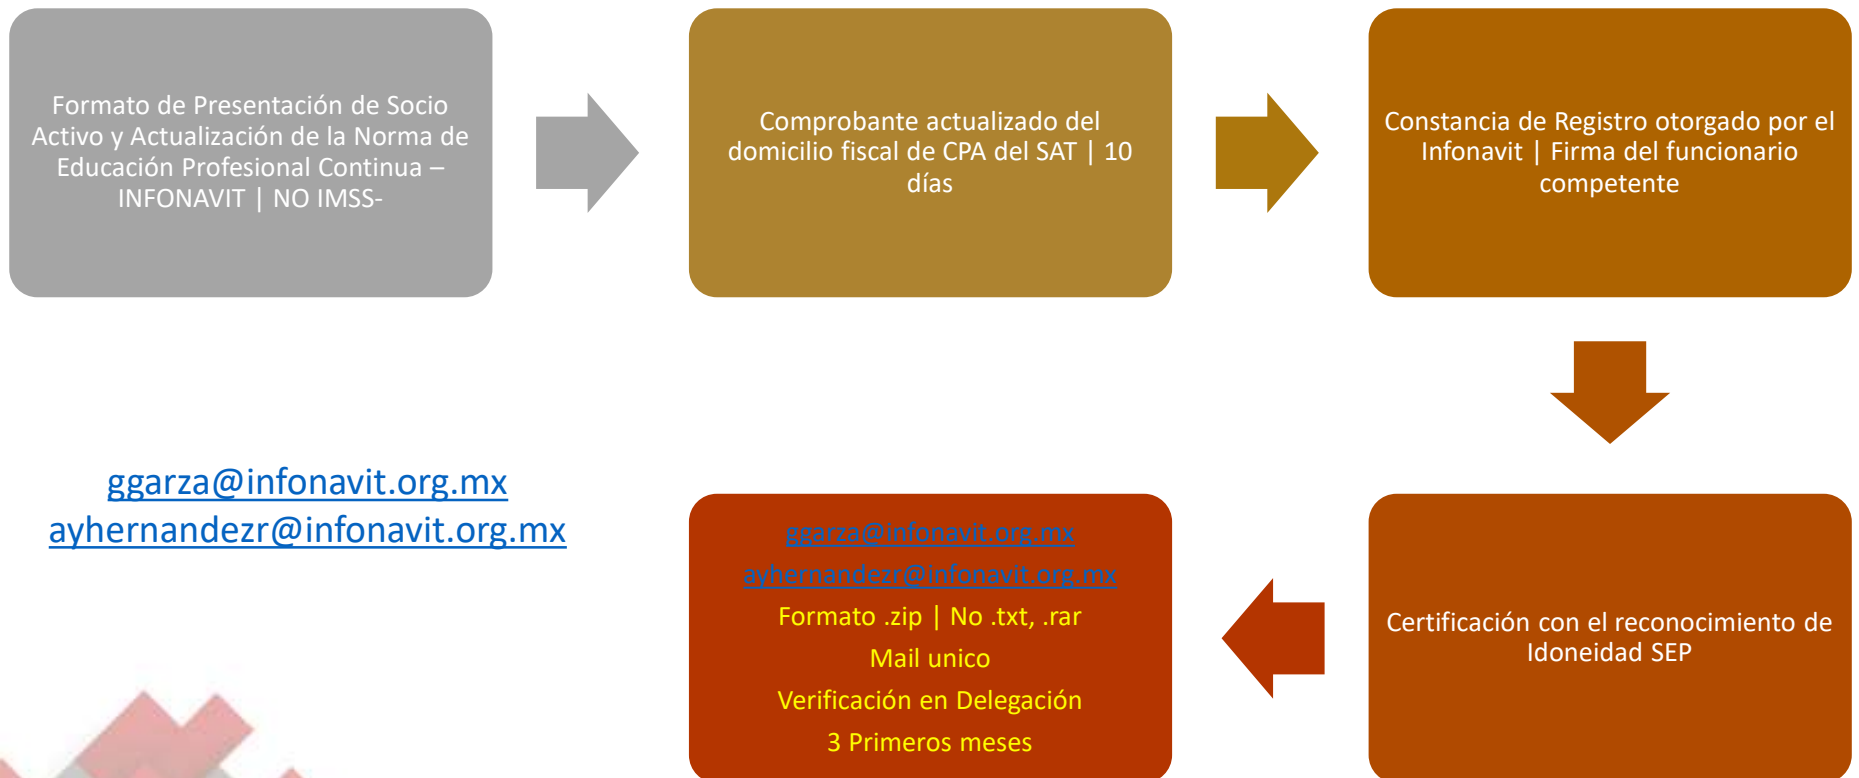 Formato de Presentación de Socio
Activo y Actualización de la Norma de
Educación Profesional Continua –
INFONAVIT | NO IMSS-
Comprobante actualizado del
domicilio fiscal de CPA del SAT | 10
días
Constancia de Registro otorgado por el
Infonavit | Firma del funcionario
competente
Certificación con el reconocimiento de
Idoneidad SEP
ggarza@infonavit.org.mx
ayhernandezr@infonavit.org.mx
Formato .zip | No .txt, .rar
Mail unico
Verificación en Delegación
3 Primeros meses
ggarza@infonavit.org.mx
ayhernandezr@infonavit.org.mx